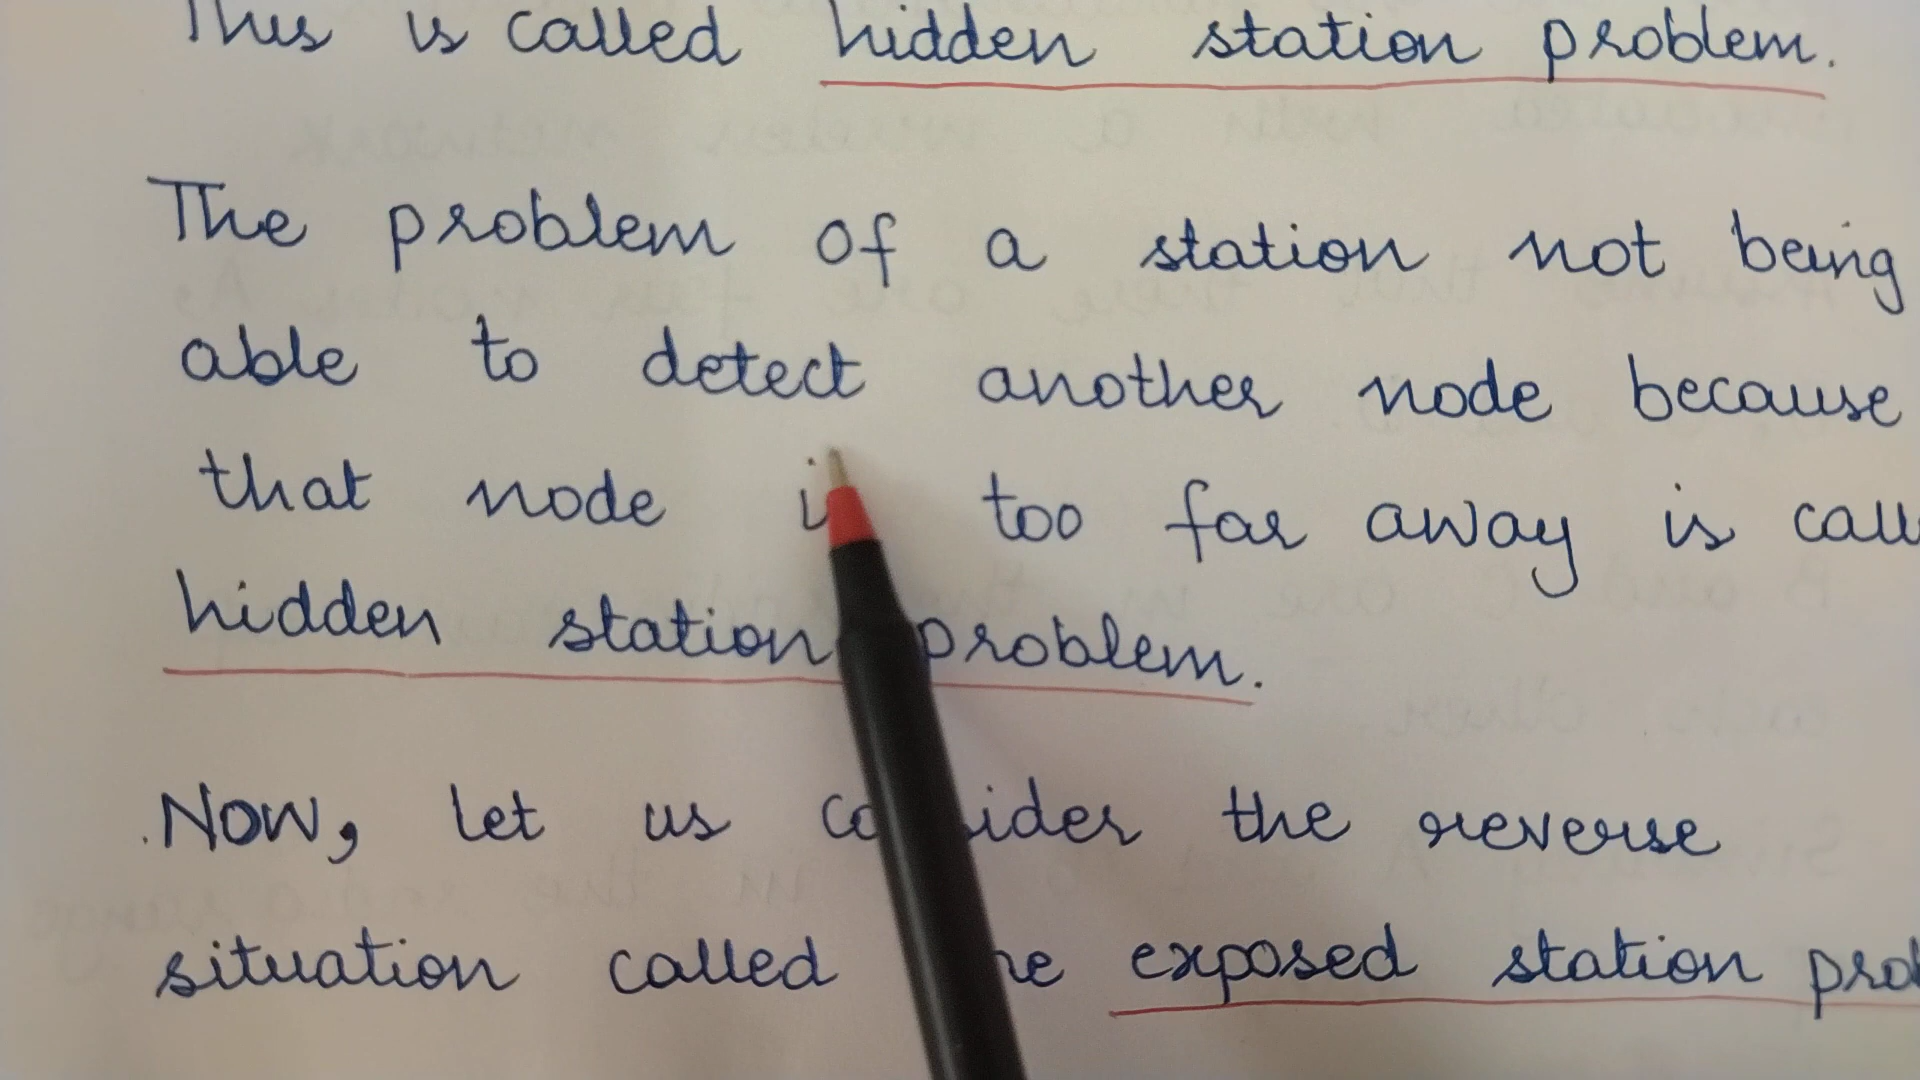 This is called hidden station problem.
The problem of a station not being
able to detect another node because
that node too far away is
hidden station problem.
Now, let us the reverse
situation called exposed station